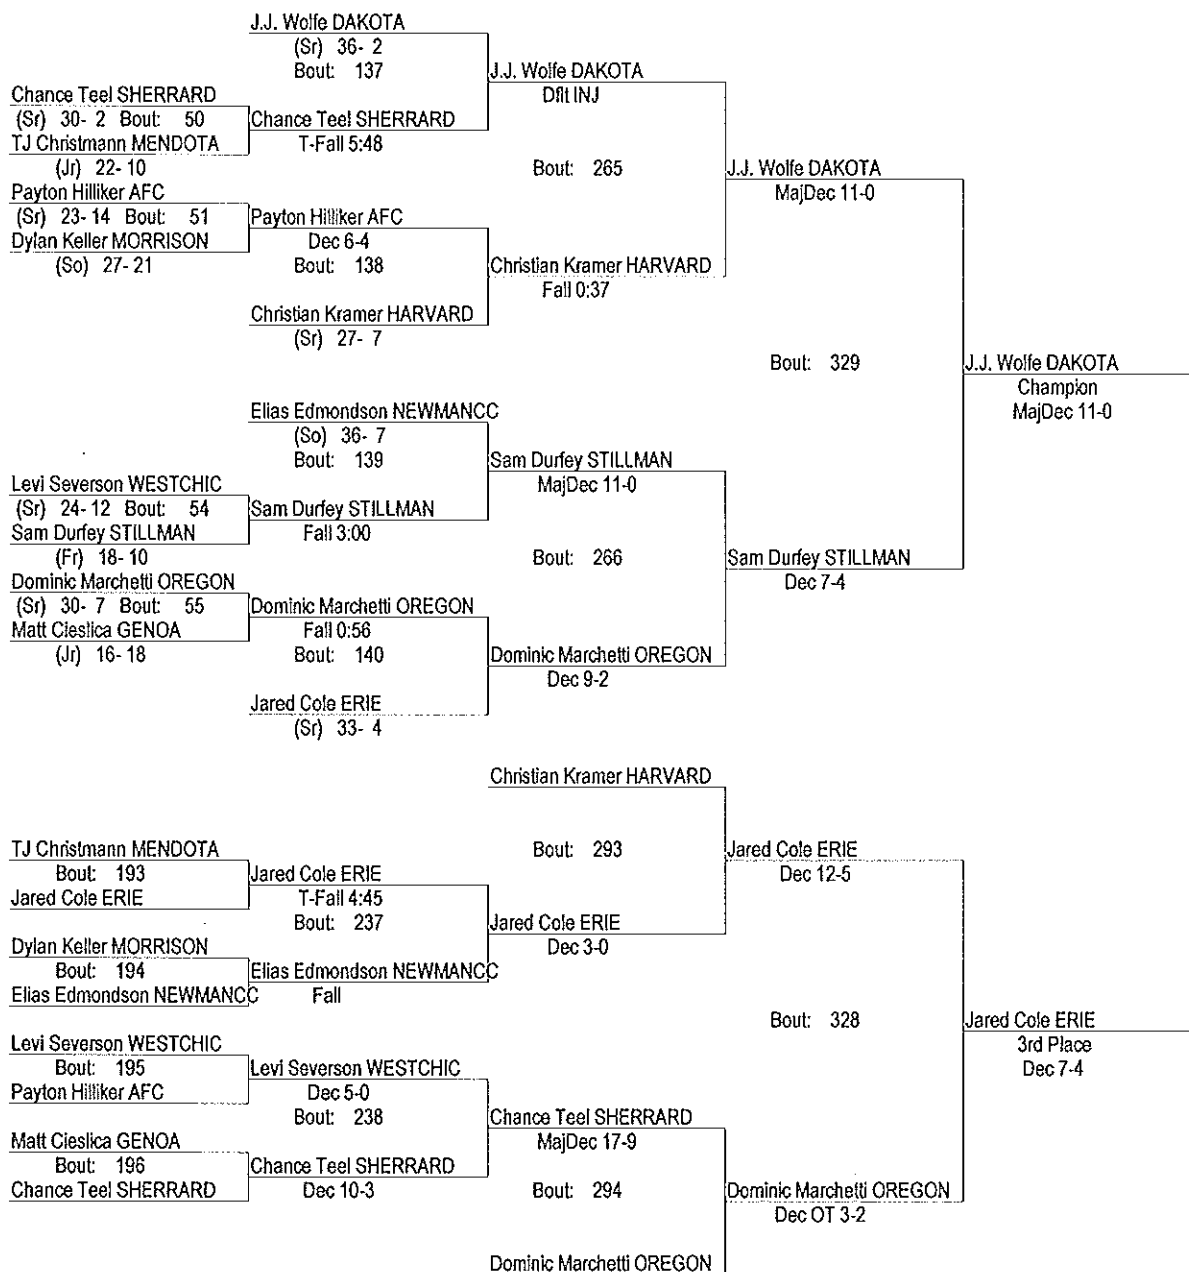 J.J. Wolfe DAKOTA
(Sr) 36- 2
Bout: 137
J.J. Wolfe DAKOTA
Dflt INJ
Chance Teel SHERRARD
(Sr) 30- 2 Bout: 50
Chance Teel SHERRARD
T-Fall 5:48
TJ Christmann MENDOTA
(Jr) 22- 10
Bout: 265
J.J. Wolfe DAKOTA
MajDec 11-0
Payton Hilliker AFC
(Sr) 23- 14 Bout: 51
Payton Hilliker AFC
Dec 6-4
Dylan Keller MORRISON
(So) 27- 21
Bout: 138
Christian Kramer HARVARD
Fall 0:37
Christian Kramer HARVARD
(Sr) 27- 7
Bout: 329
J.J. Wolfe DAKOTA
Champion
MajDec 11-0
Elias Edmondson NEWMANCC
(So) 36- 7
Bout: 139
Sam Durfey STILLMAN
MajDec 11-0
Levi Severson WESTCHIC
(Sr) 24- 12 Bout: 54
Sam Durfey STILLMAN
Fall 3:00
Sam Durfey STILLMAN
(Fr) 18- 10
Bout: 266
Sam Durfey STILLMAN
Dec 7-4
Dominic Marchetti OREGON
(Sr) 30- 7 Bout: 55
Dominic Marchetti OREGON
Fall 0:56
Matt Cieslica GENOA
(Jr) 16- 18
Bout: 140
Dominic Marchetti OREGON
Dec 9-2
Jared Cole ERIE
(Sr) 33- 4
Christian Kramer HARVARD
TJ Christmann MENDOTA
Bout: 193
Bout: 293
Jared Cole ERIE
Dec 12-5
Jared Cole ERIE
T-Fall 4:45
Jared Cole ERIE
Bout: 237
Jared Cole ERIE
Dec 3-0
Dylan Keller MORRISON
Bout: 194
Elias Edmondson NEWMANCC
Fall
Elias Edmondson NEWMANCC
Bout: 328
Jared Cole ERIE
3rd Place
Dec 7-4
Levi Severson WESTCHIC
Bout: 195
Levi Severson WESTCHIC
Dec 5-0
Payton Hilliker AFC
Bout: 238
Chance Teel SHERRARD
MajDec 17-9
Matt Cieslica GENOA
Bout: 196
Chance Teel SHERRARD
Dec 10-3
Chance Teel SHERRARD
Bout: 294
Dominic Marchetti OREGON
Dec OT 3-2
Dominic Marchetti OREGON